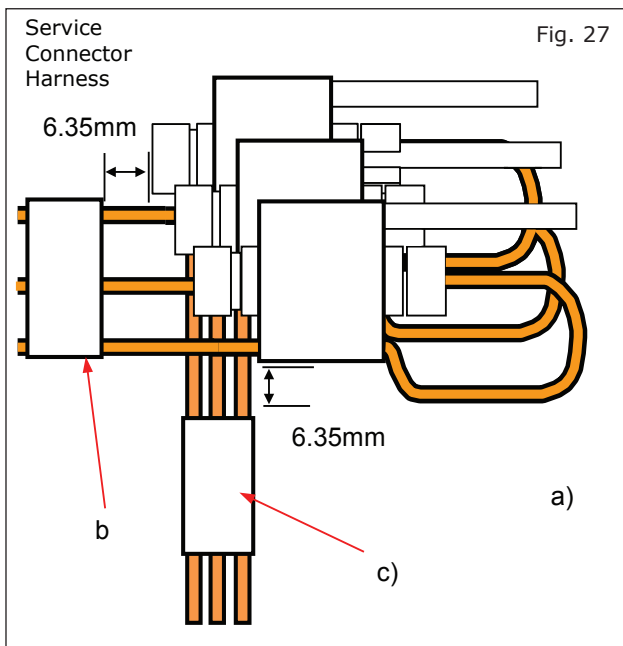 Service
Connector
Harness
Fig. 27
6.35mm
6.35mm
a)
b
c)